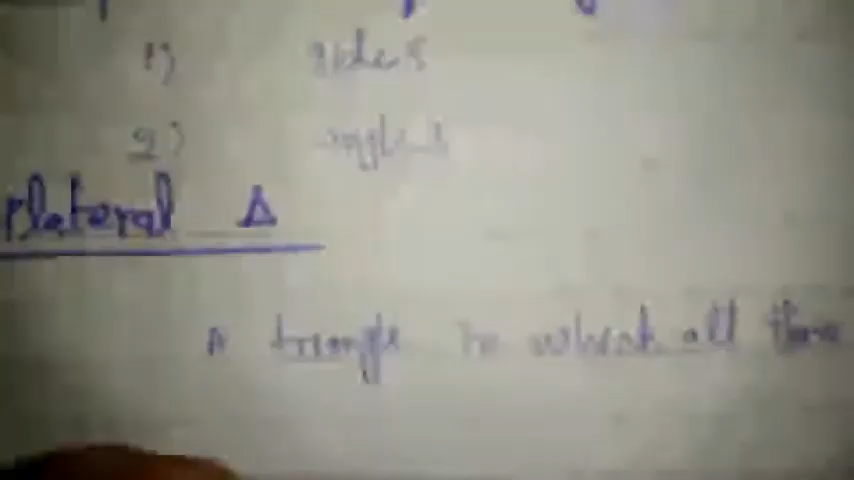 1) sides
2) angles
lateral Δ
A triangle in which all three